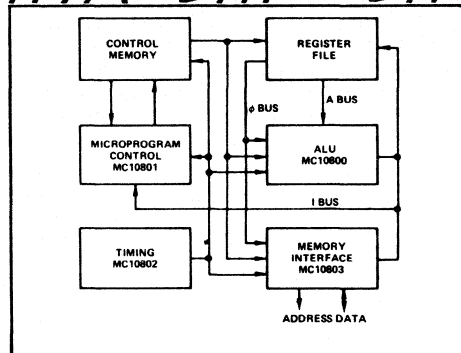 CONTROL
MEMORY
REGISTER
FILE
ϕ BUS
A BUS
MICROPROGRAM
CONTROL
MC10801
ALU
MC10800
I BUS
TIMING
MC10802
MEMORY
INTERFACE
MC10803
ADDRESS DATA